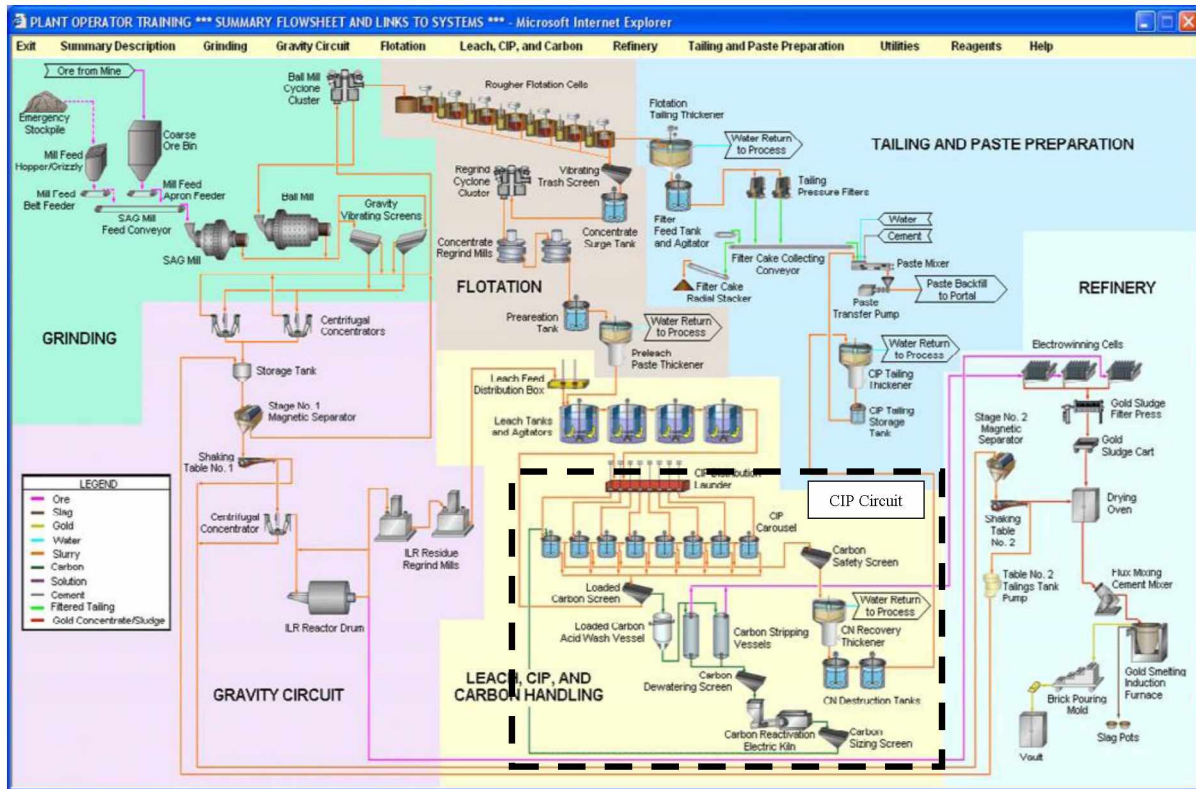 PLANT OPERATOR TRAINING *** SUMMARY FLOWSHEET AND LINKS TO SYSTEMS *** - Microsoft Internet Explorer
Exit Summary Description Grinding Gravity Circuit Flotation Leach, CIP, and Carbon Refinery Tailing and Paste Preparation Utilities Reagents Help
Ore from Mine
Emergency
Stockpile
Coarse
Ore Bin
Mill Feed
Hopper/Grizzly
Mill Feed
Belt Feeder
Mill Feed
Apron Feeder
SAG Mill
Feed Conveyor
SAG Mill
Ball Mill
Ball Mill
Cyclone
Cluster
Gravity
Vibrating Screens
GRINDING
Rougher Flotation Cells
Regrind
Cyclone
Cluster
Vibrating
Trash Screen
Concentrate
Surge Tank
Concentrate
Regrind Mills
FLOTATION
Preareation
Tank
Water Return
to Process
Preleach
Paste Thickener
Flotation
Tailing Thickener
Water Return
to Process
TAILING AND PASTE PREPARATION
Tailing
Pressure Filters
Filter
Feed Tank
and Agitator
Water
Cement
Filter Cake Collecting
Conveyor
Paste Mixer
Filter Cake
Radial Stacker
Paste
Transfer Pump
Paste Backfill
to Portal
Water Return
to Process
CIP Tailing
Thickener
CIP Tailing
Storage
Tank
REFINERY
Electrowinning Cells
Gold Sludge
Filter Press
Gold
Sludge Cart
Stage No. 2
Magnetic
Separator
Drying
Oven
Shaking
Table
No. 2
Table No. 2
Tailings Tank
Pump
Flux Mixing
Cement Mixer
Gold Smelting
Induction
Furnace
Brick Pouring
Mold
Slag Pots
Vault
Centrifugal
Concentrators
Storage Tank
Stage No. 1
Magnetic Separator
Shaking
Table No. 1
Centrifugal
Concentrator
ILR Residue
Regrind Mills
ILR Reactor Drum
GRAVITY CIRCUIT
LEGEND
Ore
Slag
Gold
Water
Slurry
Carbon
Solution
Cement
Filtered Tailing
Gold Concentrate/Sludge
Leach Feed
Distribution Box
Leach Tanks
and Agitators
CIP Distribution
Launder
CIP Circuit
CIP
Carousel
Carbon
Safety Screen
Loaded
Carbon Screen
Water Return
to Process
Loaded Carbon
Acid Wash Vessel
Carbon Stripping
Vessels
CN Recovery
Thickener
Carbon
Dewatering Screen
CN Destruction Tanks
LEACH, CIP, AND
CARBON HANDLING
Carbon Reactivation
Electric Kiln
Carbon
Sizing Screen